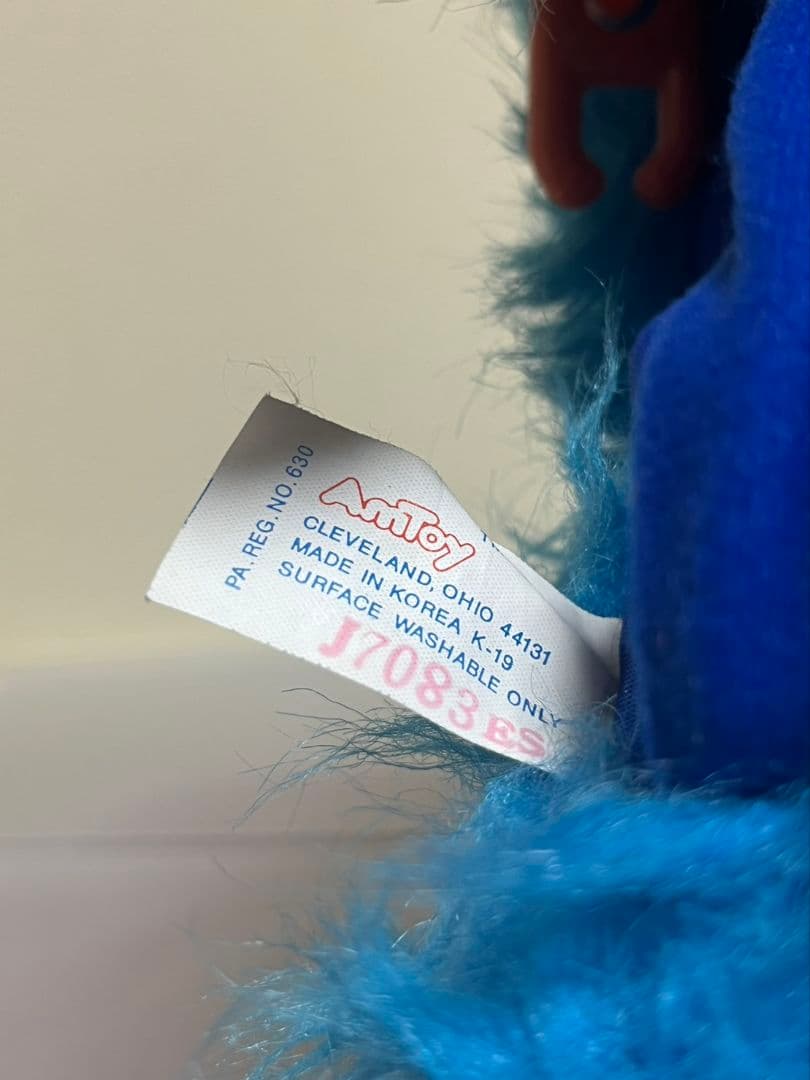 PA. REG. NO. 630
AmToy
CLEVELAND, OHIO 44131
MADE IN KOREA K-19
SURFACE WASHABLE ONLY
J7083ES